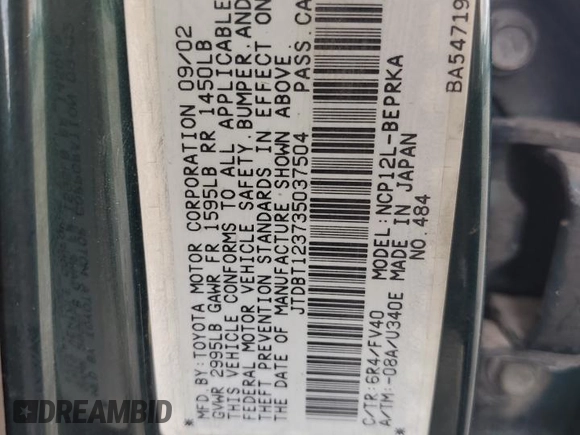 MFD.BY:TOYOTA MOTOR CORPORATION 09/02
GVWR 2995LB GAWR FR 1595LB RR 1450LB
THIS VEHICLE CONFORMS TO ALL APPLICABLE
FEDERAL MOTOR VEHICLE SAFETY, BUMPER, AND
THEFT PREVENTION STANDARDS IN EFFECT ON
THE DATE OF MANUFACTURE SHOWN ABOVE.
* JTDBT123735037504 PASS. CA
C/TR:6R4/FV40 NCP12L-BEPRKA
A/TM:-08A/U340E MADE IN JAPAN
* NO.484 BA54719
DREAMBID